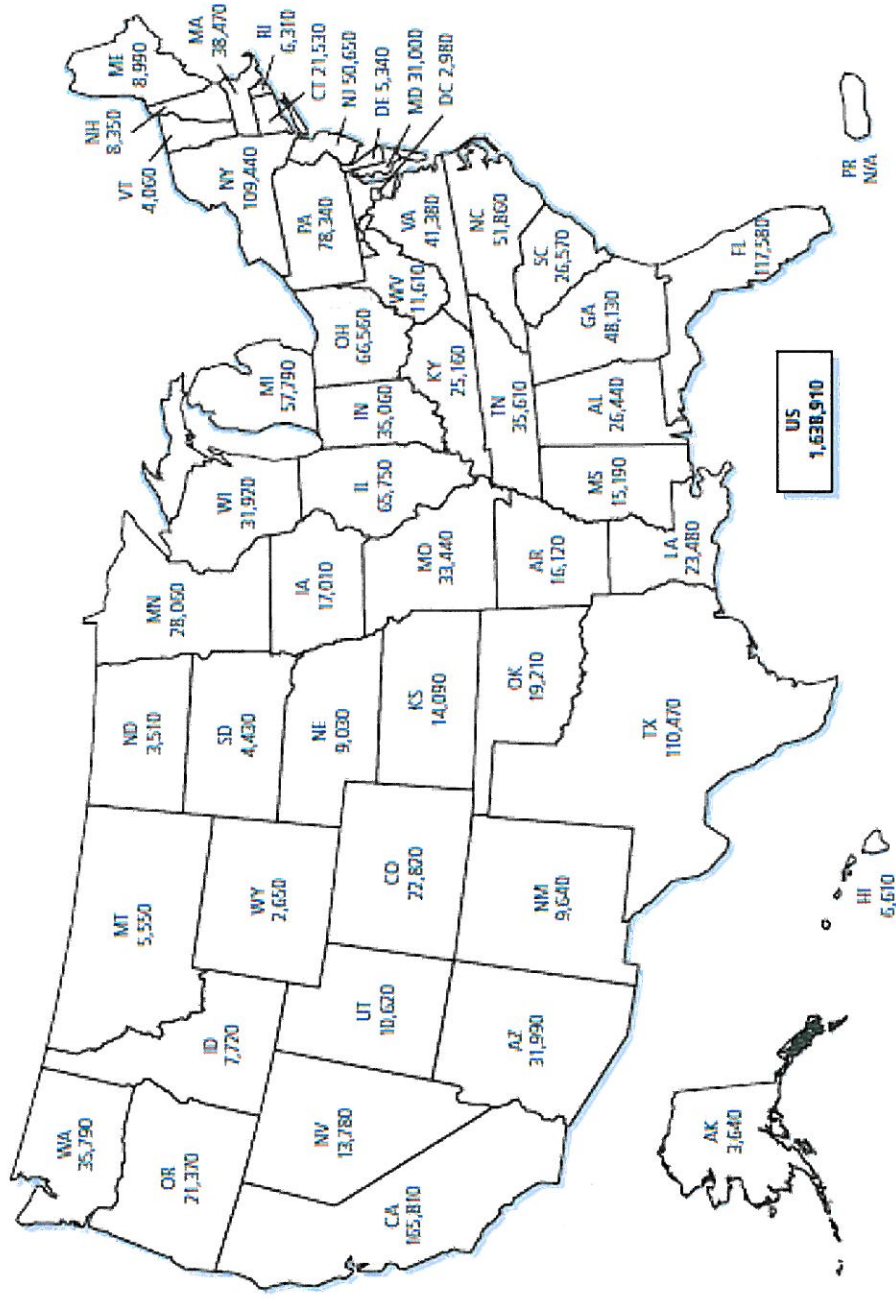 WA
35,790
OR
21,370
CA
165,810
NV
13,780
ID
7,720
MT
5,550
WY
2,650
UT
10,620
AZ
31,990
CO
22,820
NM
9,640
ND
3,510
SD
4,430
NE
9,030
KS
14,090
OK
19,210
TX
110,470
MN
28,060
IA
17,010
MO
33,440
AR
16,120
LA
23,480
WI
31,920
IL
65,750
MI
57,790
IN
35,060
OH
66,560
KY
25,160
TN
35,610
MS
15,190
AL
26,440
GA
48,130
FL
117,580
SC
26,570
NC
51,860
VA
41,380
WV
11,610
PA
78,340
NY
109,440
VT
4,060
NH
8,350
ME
8,990
MA
38,470
RI
6,310
CT 21,530
NJ 50,650
DE 5,340
MD 31,000
DC 2,980
AK
3,640
HI
6,610
PR
N/A
US
1,638,910